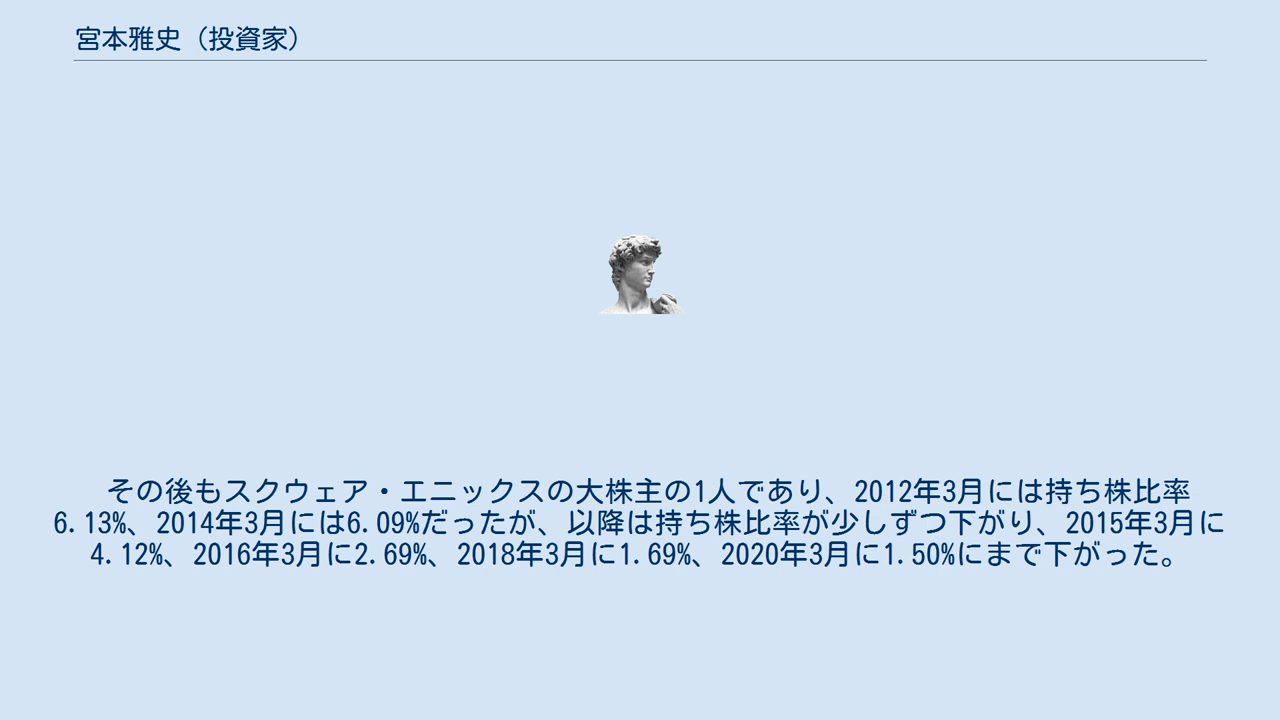 宮本雅史（投資家）
その後もスクウェア・エニックスの大株主の1人であり、2012年3月には持ち株比率
6.13%、2014年3月には6.09%だったが、以降は持ち株比率が少しずつ下がり、2015年3月に
4.12%、2016年3月に2.69%、2018年3月に1.69%、2020年3月に1.50%にまで下がった。